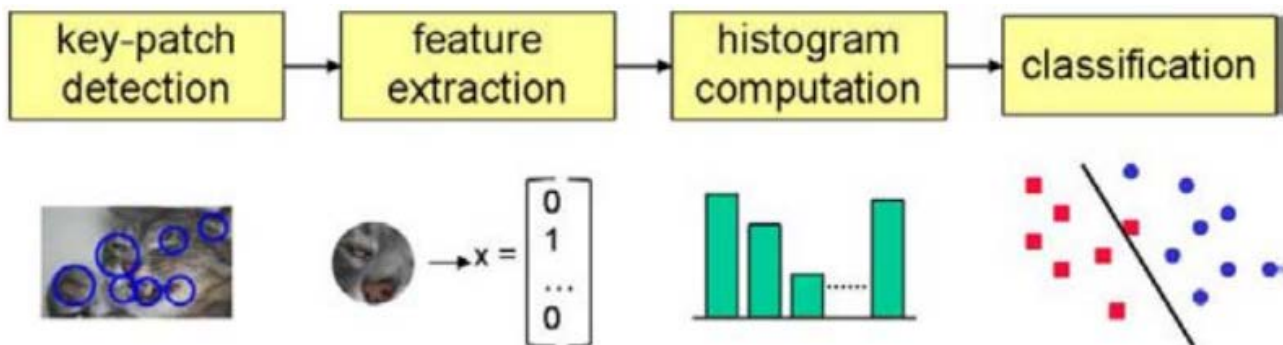 key-patch
detection
feature
extraction
histogram
computation
classification
x =
0
1
...
0
......